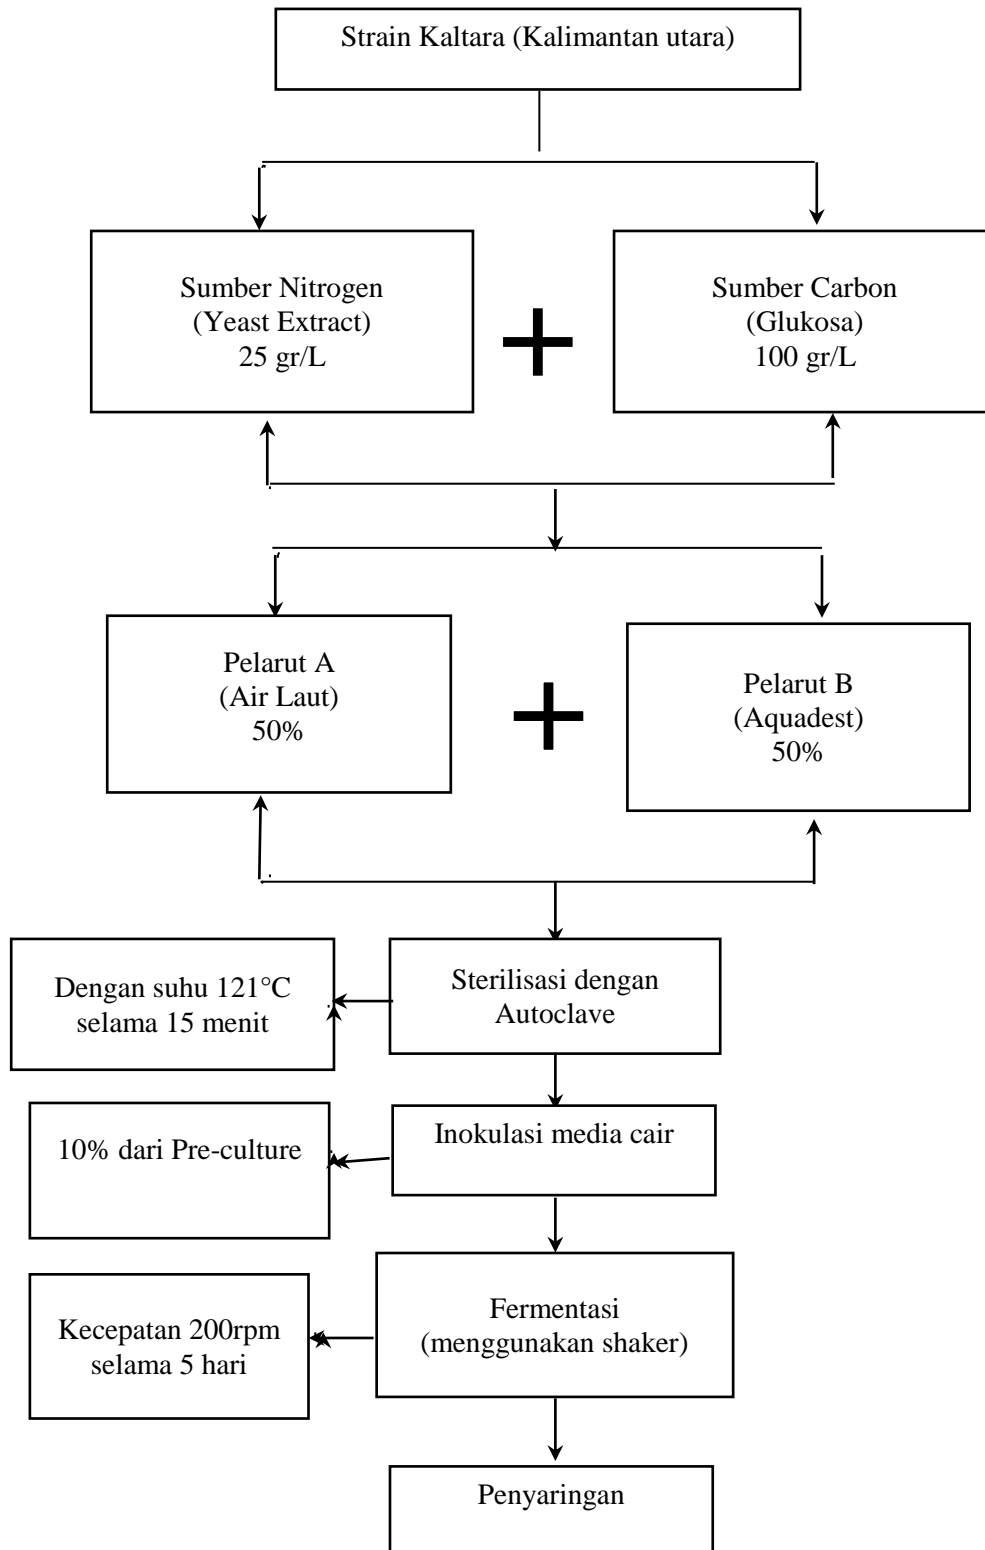 Strain Kaltara (Kalimantan utara)
Sumber Nitrogen
(Yeast Extract)
25 gr/L
Sumber Carbon
(Glukosa)
100 gr/L
Pelarut A
(Air Laut)
50%
Pelarut B
(Aquadest)
50%
Sterilisasi dengan
Autoclave
Dengan suhu 121°C
selama 15 menit
Inokulasi media cair
10% dari Pre-culture
Fermentasi
(menggunakan shaker)
Kecepatan 200rpm
selama 5 hari
Penyaringan